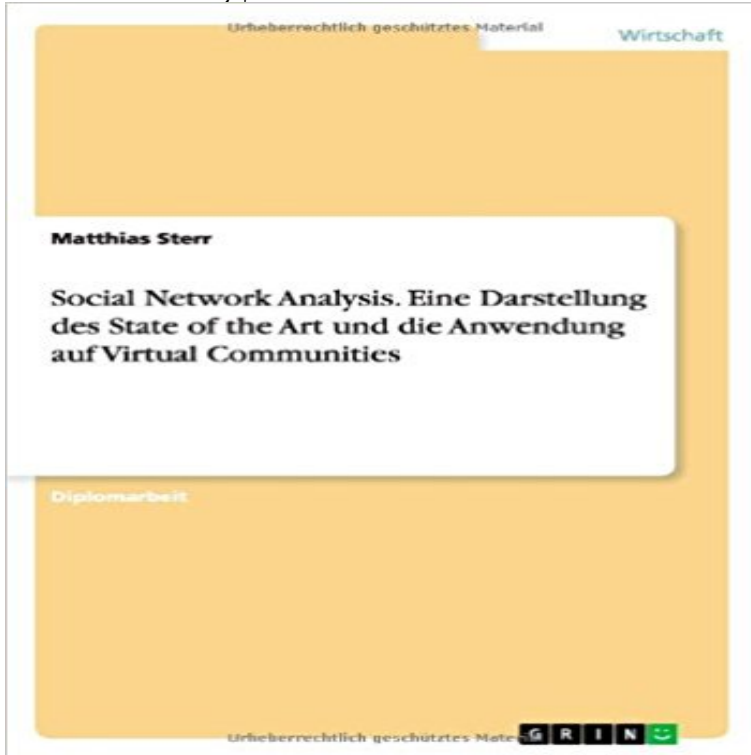 Urheberrechtlich geschütztes Material
Wirtschaft
Matthias Sterr
Social Network Analysis. Eine Darstellung
des State of the Art und die Anwendung
auf Virtual Communities
Diplomarbeit
Urheberrechtlich geschütztes Mate
GRIN